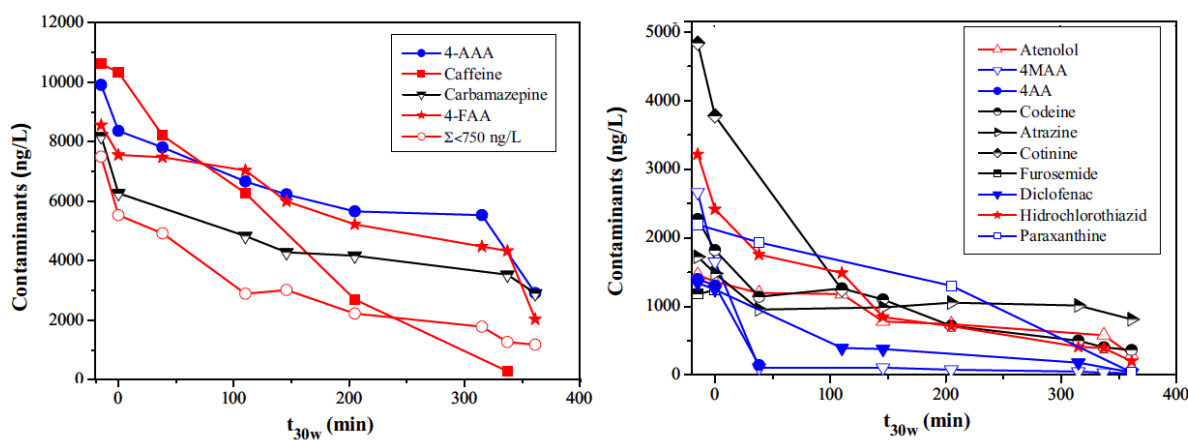 12000
10000
8000
6000
4000
2000
0
Contaminants (ng/L)
0 100 200 300 400
t30w (min)
4-AAA
Caffeine
Carbamazepine
4-FAA
Σ<750 ng/L
5000
4000
3000
2000
1000
0
Contaminants (ng/L)
0 100 200 300 400
t30w (min)
Atenolol
4MAA
4AA
Codeine
Atrazine
Cotinine
Furosemide
Diclofenac
Hidrochlorothiazid
Paraxanthine